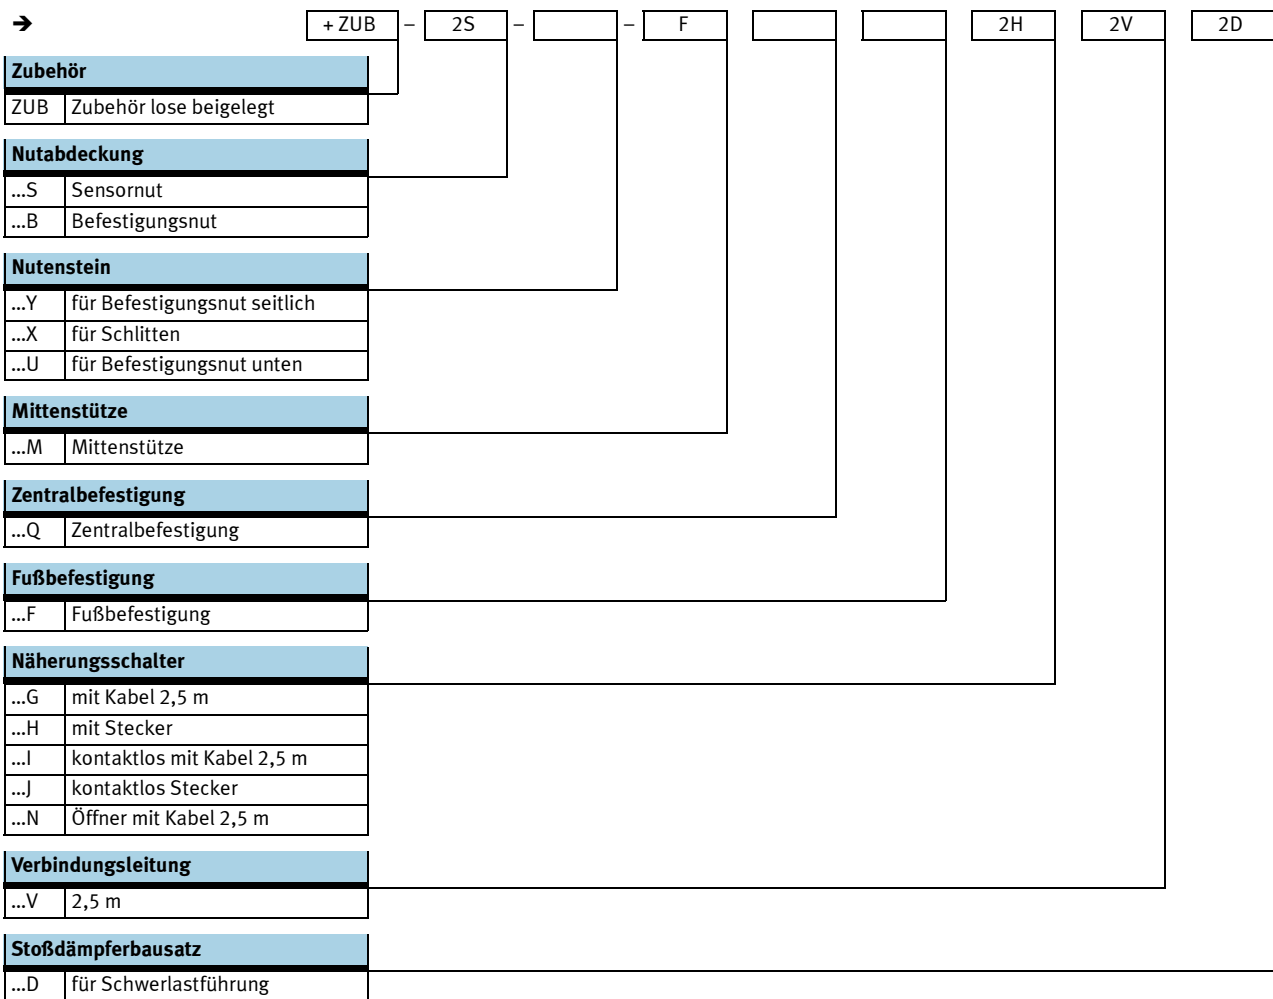 ➔ + ZUB – 2S – – F 2H 2V 2D
Zubehör
ZUB Zubehör lose beigelegt
Nutabdeckung
...S Sensornut
...B Befestigungsnut
Nutenstein
...Y für Befestigungsnut seitlich
...X für Schlitten
...U für Befestigungsnut unten
Mittenstütze
...M Mittenstütze
Zentralbefestigung
...Q Zentralbefestigung
Fußbefestigung
...F Fußbefestigung
Näherungsschalter
...G mit Kabel 2,5 m
...H mit Stecker
...I kontaktlos mit Kabel 2,5 m
...J kontaktlos Stecker
...N Öffner mit Kabel 2,5 m
Verbindungsleitung
...V 2,5 m
Stoßdämpferbausatz
...D für Schwerlastführung